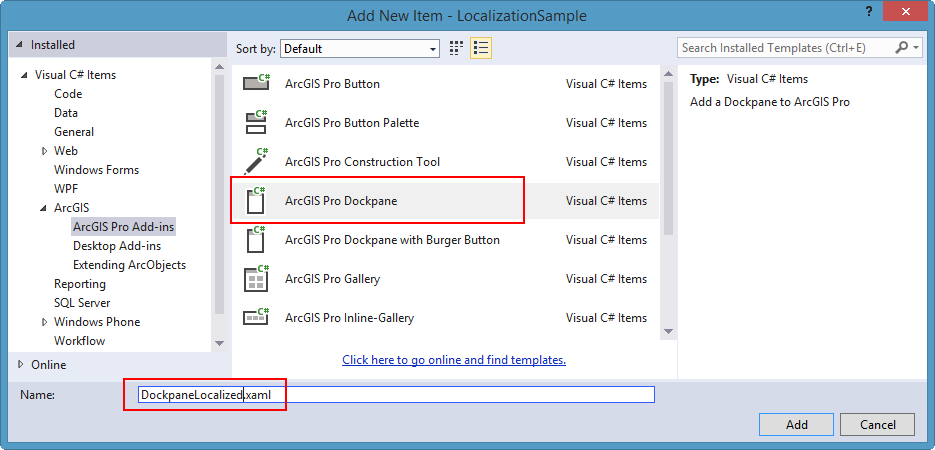 Add New Item - LocalizationSample
?
Installed
Visual C# Items
Code
Data
General
Web
Windows Forms
WPF
ArcGIS
ArcGIS Pro Add-ins
Desktop Add-ins
Extending ArcObjects
Reporting
SQL Server
Windows Phone
Workflow
Online
Sort by: Default
C# ArcGIS Pro Button Visual C# Items
C# ArcGIS Pro Button Palette Visual C# Items
C# ArcGIS Pro Construction Tool Visual C# Items
C# ArcGIS Pro Dockpane Visual C# Items
C# ArcGIS Pro Dockpane with Burger Button Visual C# Items
C# ArcGIS Pro Gallery Visual C# Items
C# ArcGIS Pro Inline-Gallery Visual C# Items
Click here to go online and find templates.
Search Installed Templates (Ctrl+E)
Type: Visual C# Items
Add a Dockpane to ArcGIS Pro
Name: DockpaneLocalized.xaml
Add Cancel